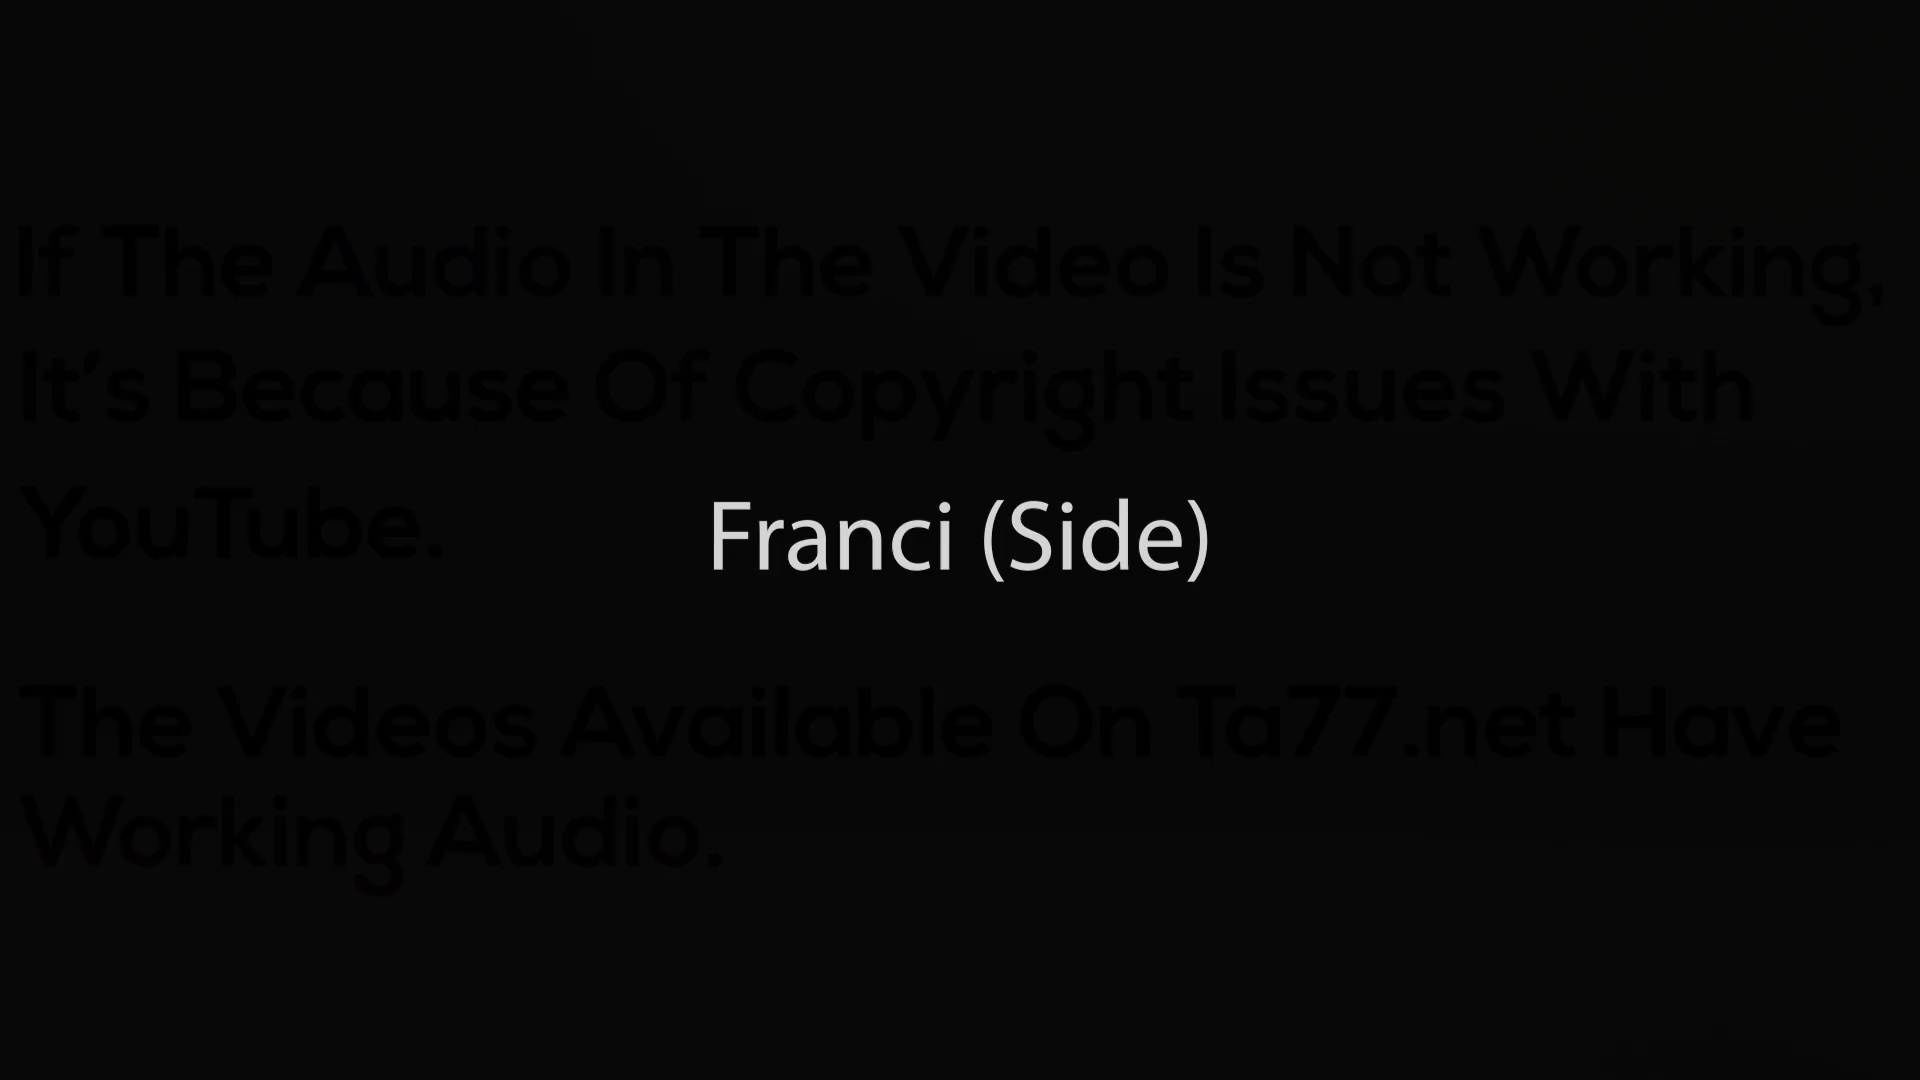 If The Audio In The Video Is Not Working,
It's Because Of Copyright Issues With
YouTube.
Franci (Side)
The Videos Available On Ta77.net Have
Working Audio.